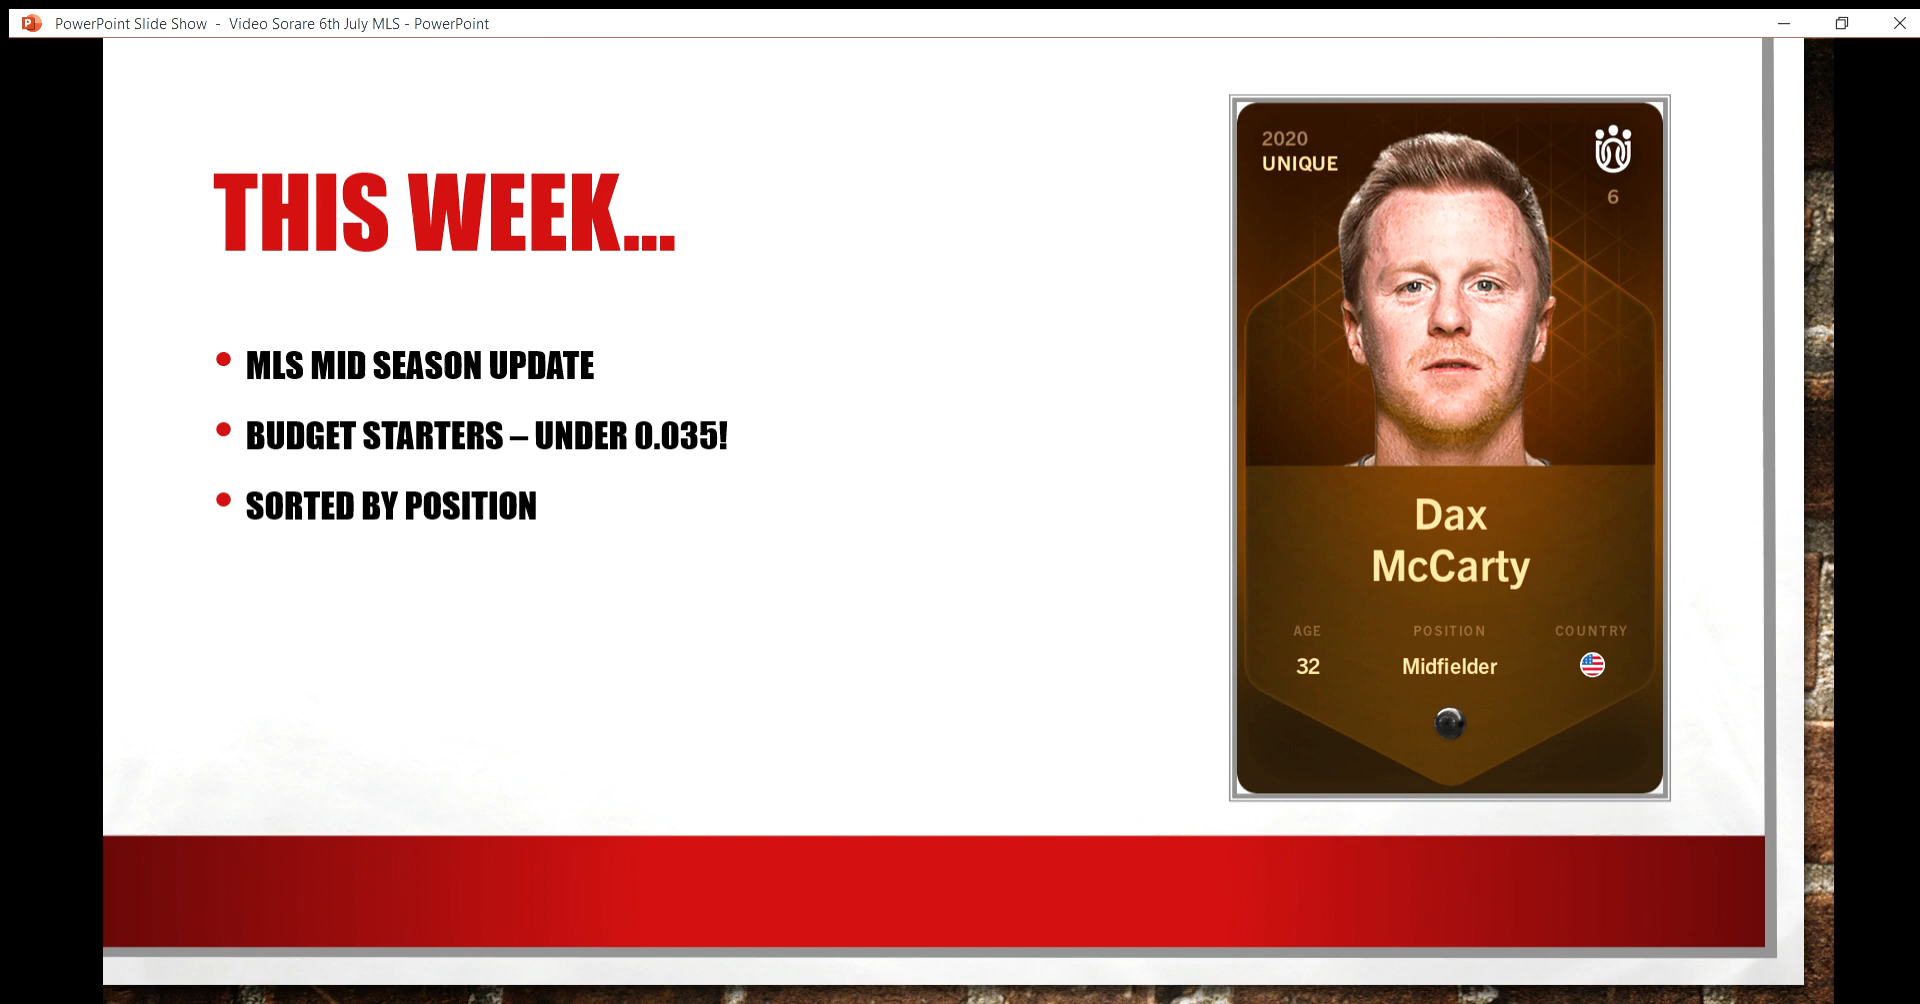 PowerPoint Slide Show - Video Sorare 6th July MLS - PowerPoint
THIS WEEK...
• MLS MID SEASON UPDATE
• BUDGET STARTERS – UNDER 0.035!
• SORTED BY POSITION
2020
UNIQUE
6
Dax
McCarty
AGE POSITION COUNTRY
32 Midfielder